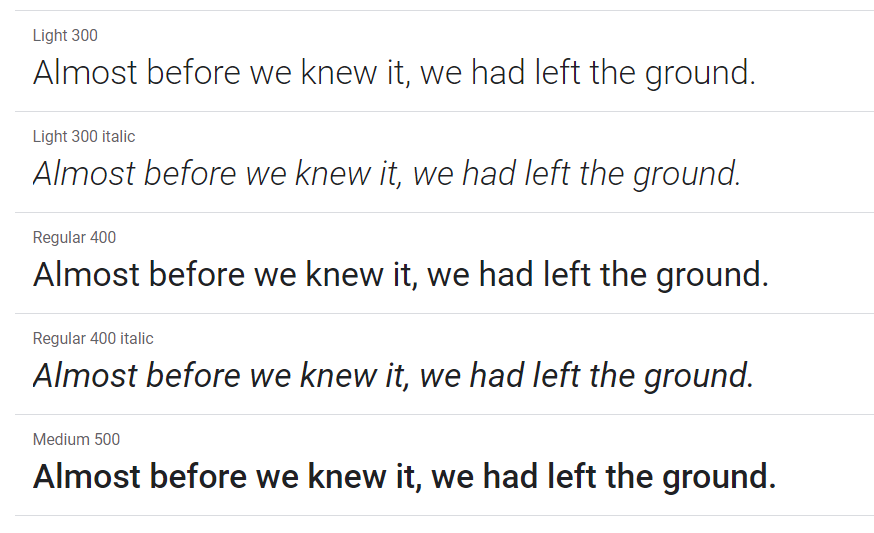 Light 300
Almost before we knew it, we had left the ground.
Light 300 italic
Almost before we knew it, we had left the ground.
Regular 400
Almost before we knew it, we had left the ground.
Regular 400 italic
Almost before we knew it, we had left the ground.
Medium 500
Almost before we knew it, we had left the ground.